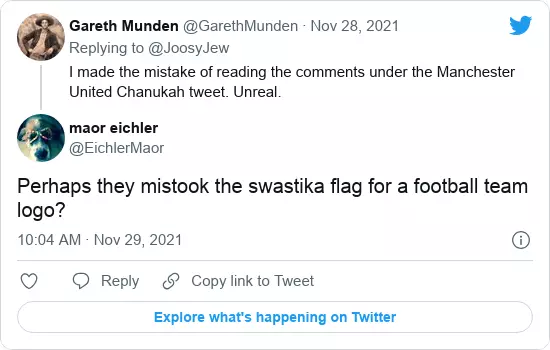 Gareth Munden @GarethMunden · Nov 28, 2021
Replying to @JoosyJew
I made the mistake of reading the comments under the Manchester
United Chanukah tweet. Unreal.
maor eichler
@EichlerMaor
Perhaps they mistook the swastika flag for a football team
logo?
10:04 AM · Nov 29, 2021
Reply Copy link to Tweet
Explore what's happening on Twitter